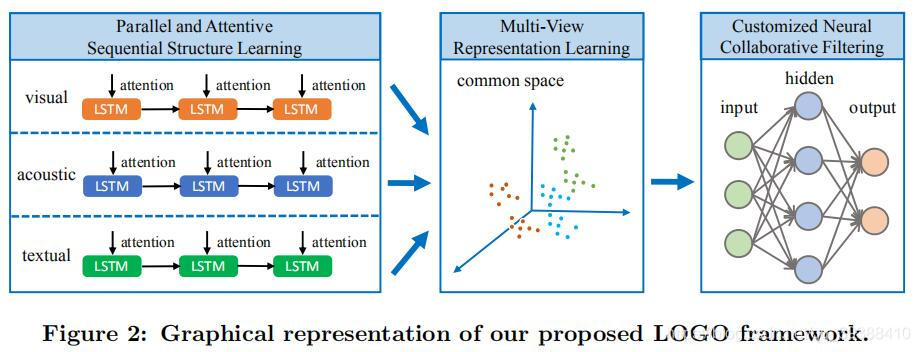 Parallel and Attentive
Sequential Structure Learning
visual
attention attention attention
LSTM LSTM LSTM
acoustic
attention attention attention
LSTM LSTM LSTM
textual
attention attention attention
LSTM LSTM LSTM
Multi-View
Representation Learning
common space
Customized Neural
Collaborative Filtering
hidden
input
output
Figure 2: Graphical representation of our proposed LOGO framework.